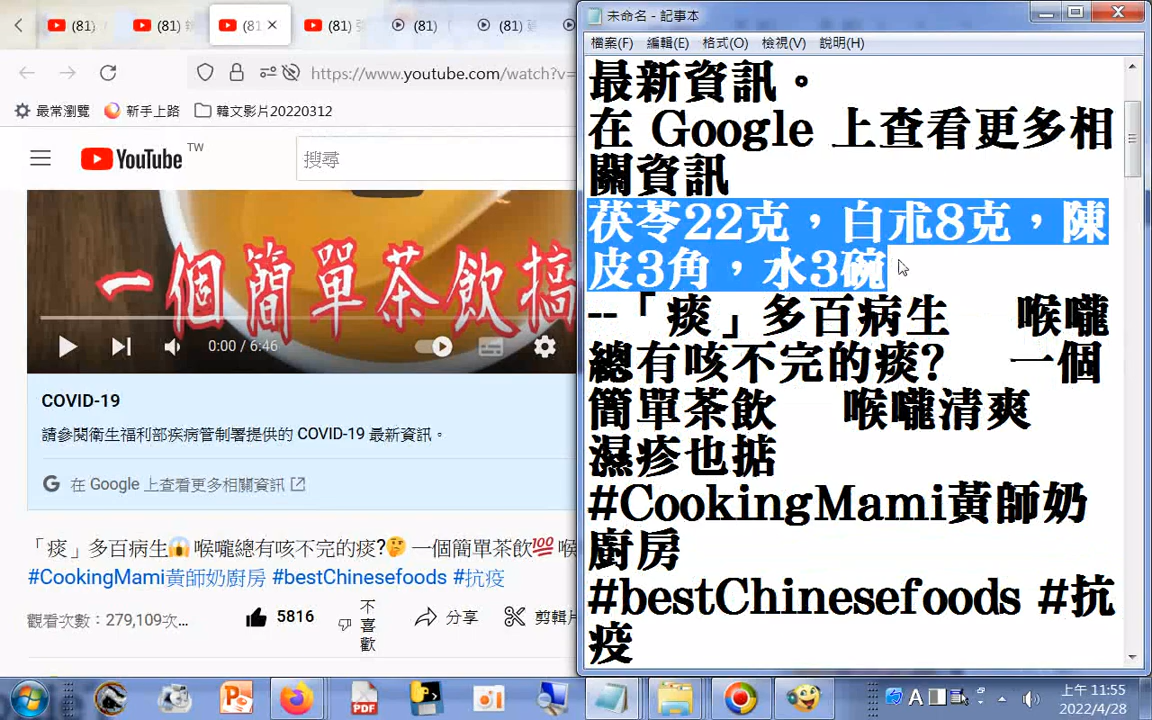 (81)
(81)
(81)
(81)
(81)
(81)
https://www.youtube.com/watch?v=
最常瀏覽
新手上路
韓文影片20220312
YouTube TW
搜尋
一個簡單茶飲搞
0:00 / 6:46
COVID-19
請參閱衛生福利部疾病管制署提供的 COVID-19 最新資訊。
在 Google 上查看更多相關資訊
「痰」多百病生😱 喉嚨總有咳不完的痰?🤔 一個簡單茶飲💯 喉
#CookingMami黃師奶廚房 #bestChinesefoods #抗疫
觀看次數：279,109次...
5816
不喜歡
分享
剪輯片
未命名 - 記事本
檔案(F) 編輯(E) 格式(O) 檢視(V) 說明(H)
最新資訊。
在 Google 上查看更多相
關資訊
茯苓22克，白朮8克，陳
皮3角，水3碗
--「痰」多百病生 喉嚨
總有咳不完的痰? 一個
簡單茶飲 喉嚨清爽
濕疹也掂
#CookingMami黃師奶
廚房
#bestChinesefoods #抗
疫
PDF
A
上午 11:55
2022/4/28